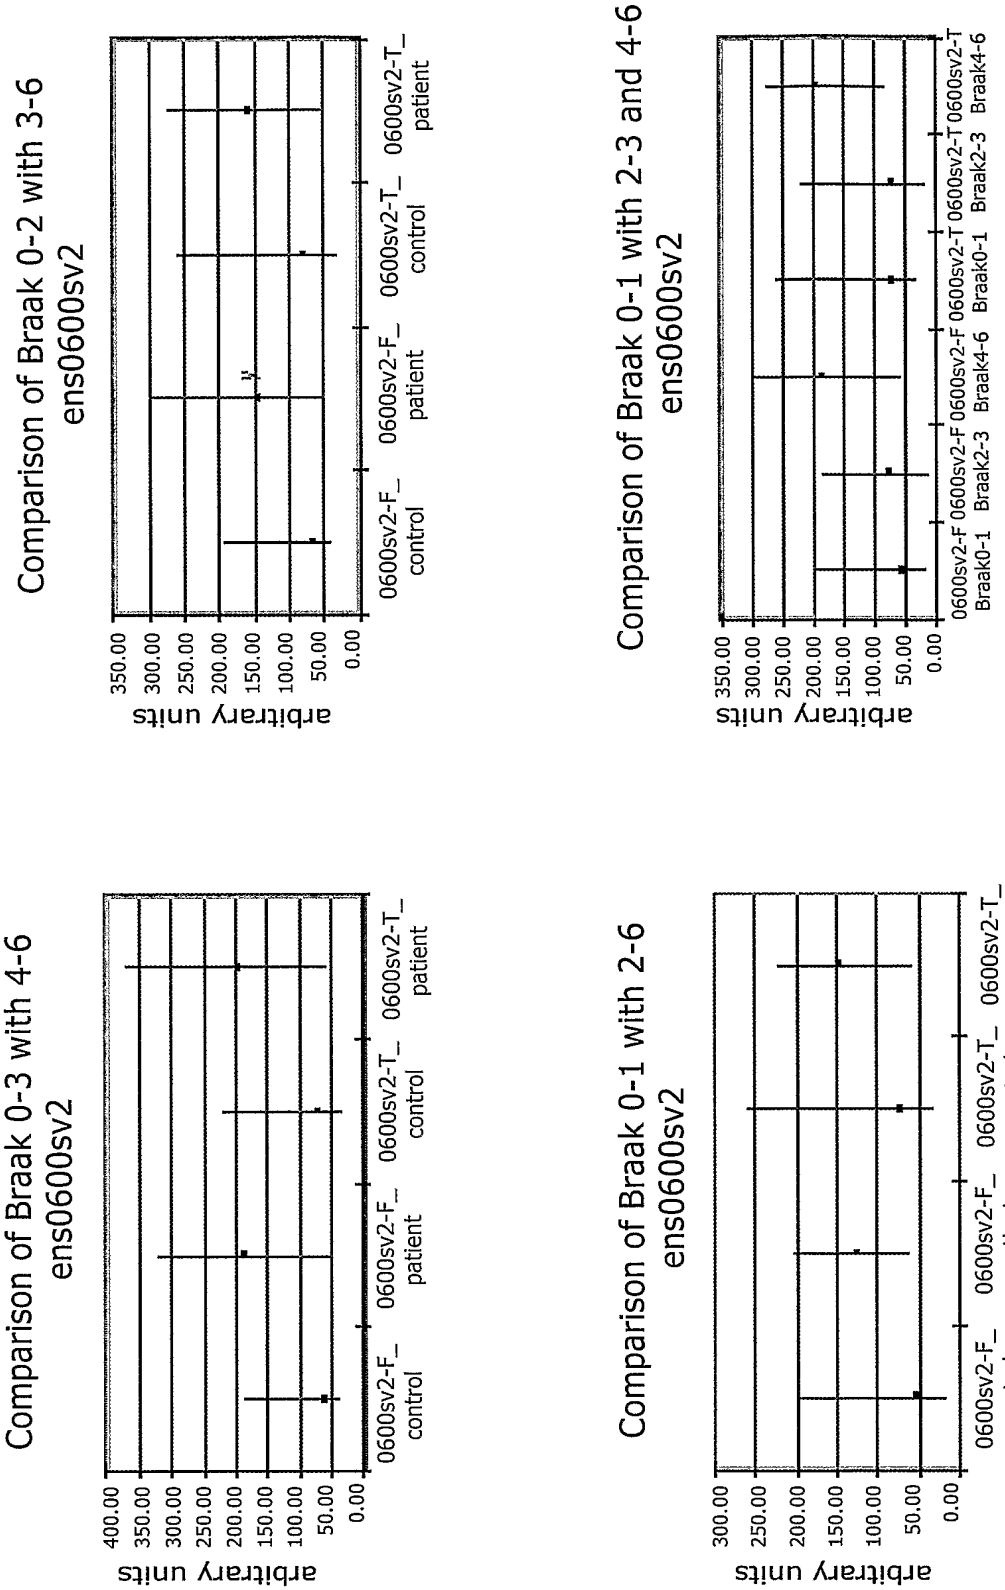 Comparison of Braak 0-3 with 4-6
ens0600sv2
arbitrary units
400.00
350.00
300.00
250.00
200.00
150.00
100.00
50.00
0.00
0600sv2-F_ 0600sv2-F_ 0600sv2-T_ 0600sv2-T_
control patient control patient
Comparison of Braak 0-2 with 3-6
ens0600sv2
arbitrary units
350.00
300.00
250.00
200.00
150.00
100.00
50.00
0.00
0600sv2-F_ 0600sv2-F_ 0600sv2-T_ 0600sv2-T_
control patient control patient
Comparison of Braak 0-1 with 2-6
ens0600sv2
arbitrary units
300.00
250.00
200.00
150.00
100.00
50.00
0.00
0600sv2-F_ 0600sv2-F_ 0600sv2-T_ 0600sv2-T_
Comparison of Braak 0-1 with 2-3 and 4-6
ens0600sv2
arbitrary units
350.00
300.00
250.00
200.00
150.00
100.00
50.00
0.00
0600sv2-F 0600sv2-F 0600sv2-F 0600sv2-T 0600sv2-T 0600sv2-T
Braak0-1 Braak2-3 Braak4-6 Braak0-1 Braak2-3 Braak4-6